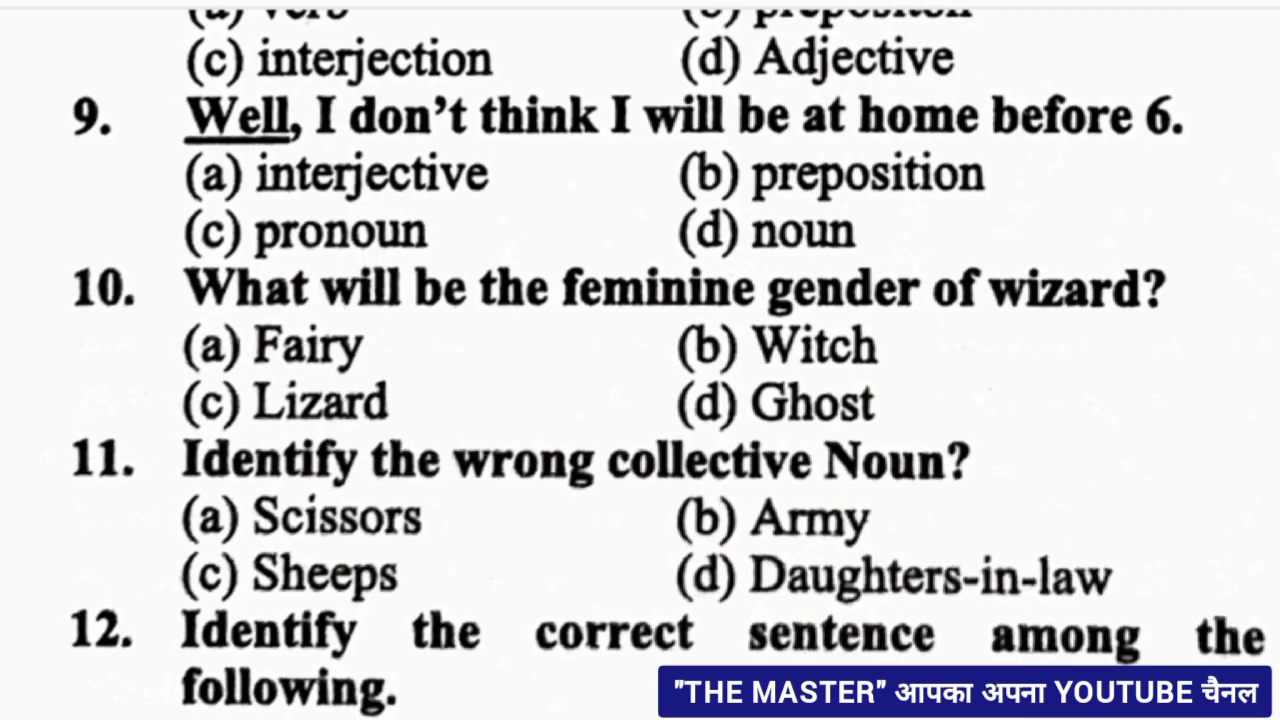 (c) interjection (d) Adjective
9. Well, I don't think I will be at home before 6.
(a) interjective (b) preposition
(c) pronoun (d) noun
10. What will be the feminine gender of wizard?
(a) Fairy (b) Witch
(c) Lizard (d) Ghost
11. Identify the wrong collective Noun?
(a) Scissors (b) Army
(c) Sheeps (d) Daughters-in-law
12. Identify the correct sentence among the
following.
"THE MASTER" आपका अपना YOUTUBE चैनल